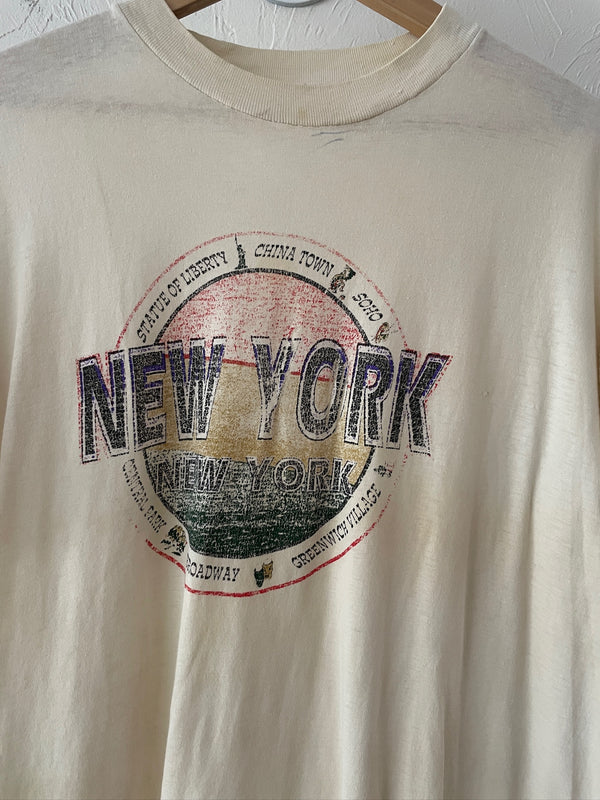 STATUE OF LIBERTY
CHINA TOWN
SOHO
NEW YORK
NEW YORK
CENTRAL PARK
BROADWAY
GREENWICH VILLAGE